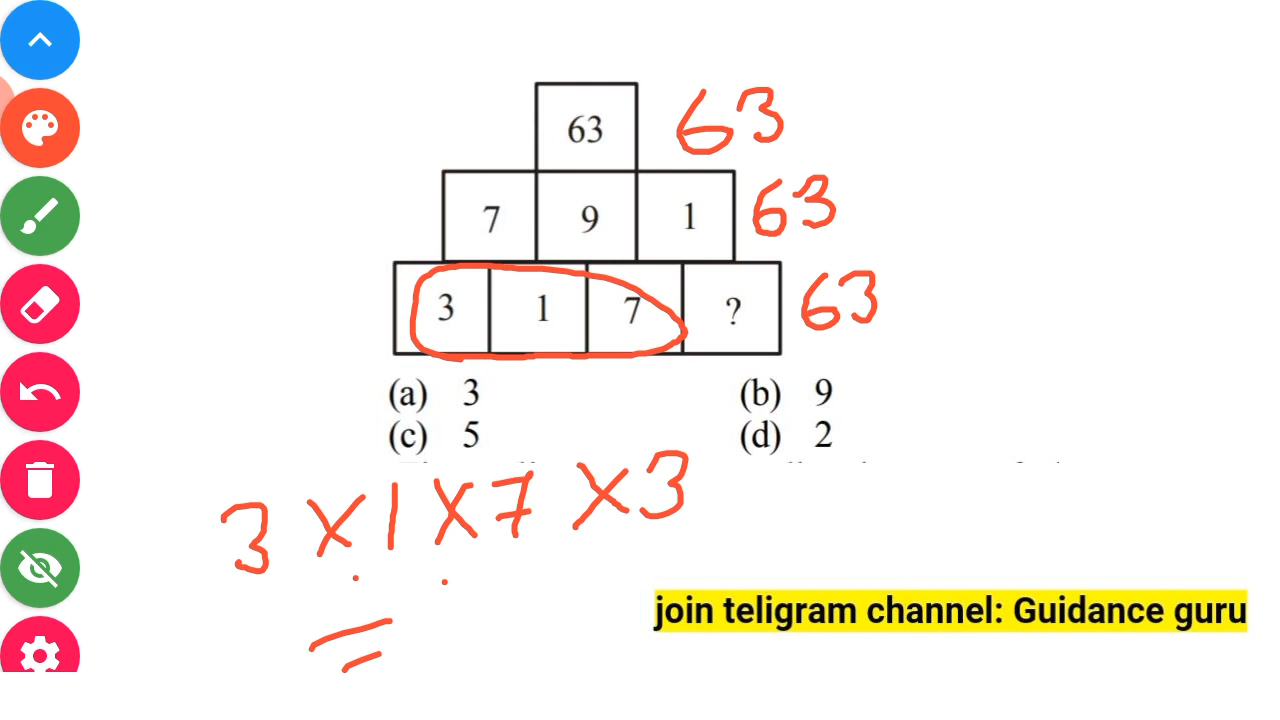 63 63
7 9 1 63
3 1 7 ? 63
(a) 3 (b) 9
(c) 5 (d) 2
3 X 1 X 7 X 3
=
join teligram channel: Guidance guru